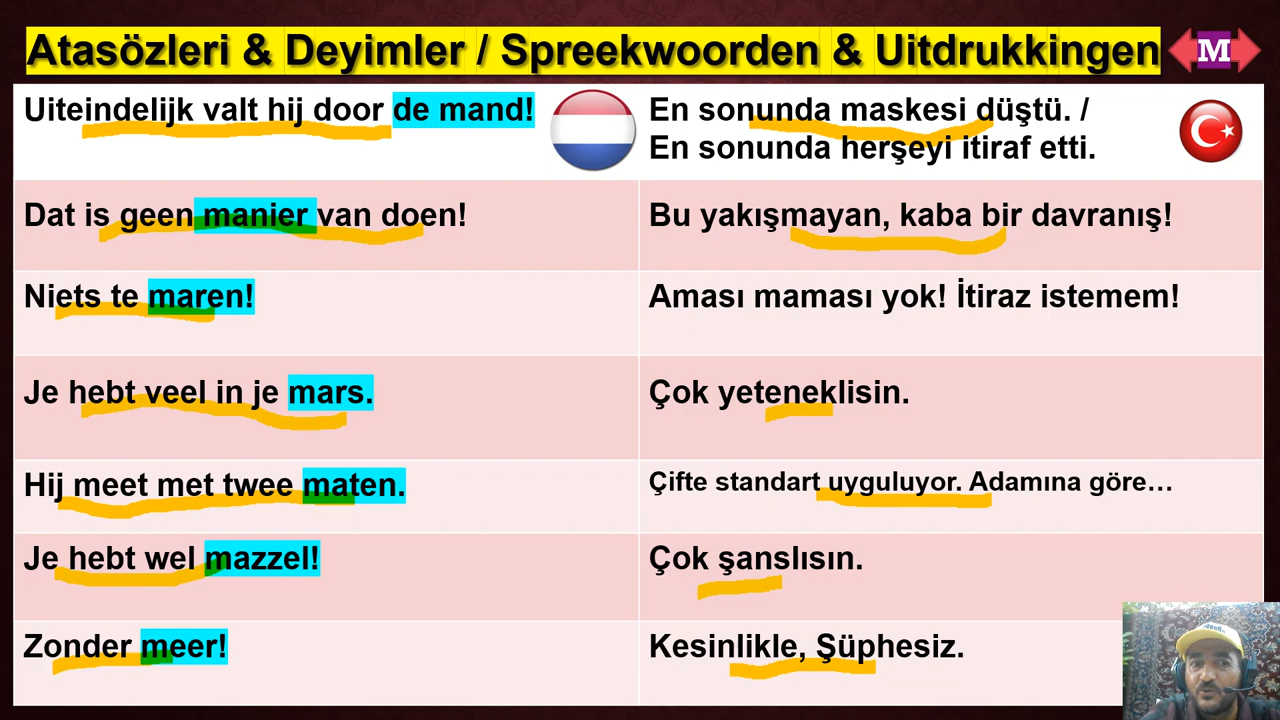 Atasözleri & Deyimler / Spreekwoorden & Uitdrukkingen
M
Uiteindelijk valt hij door de mand!
En sonunda maskesi düştü. /
En sonunda herşeyi itiraf etti.
Dat is geen manier van doen!
Bu yakışmayan, kaba bir davranış!
Niets te maren!
Aması maması yok! İtiraz istemem!
Je hebt veel in je mars.
Çok yeteneklisin.
Hij meet met twee maten.
Çifte standart uyguluyor. Adamına göre…
Je hebt wel mazzel!
Çok şanslısın.
Zonder meer!
Kesinlikle, Şüphesiz.